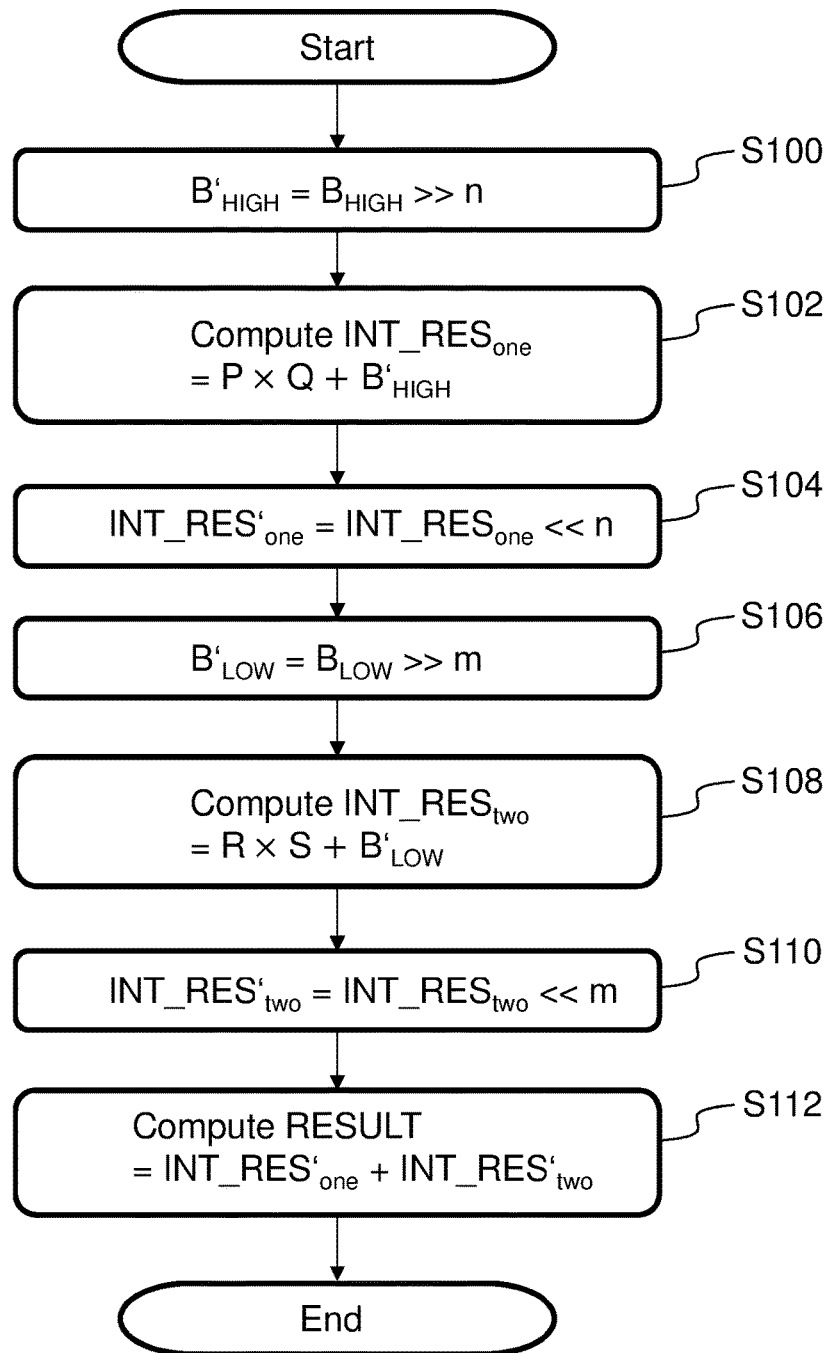 Start
B‘HIGH = BHIGH >> n
S100
Compute INT_RESone
= P × Q + B‘HIGH
S102
INT_RES‘one = INT_RESone << n
S104
B‘LOW = BLOW >> m
S106
Compute INT_REStwo
= R × S + B‘LOW
S108
INT_RES‘two = INT_REStwo << m
S110
Compute RESULT
= INT_RES‘one + INT_RES‘two
S112
End